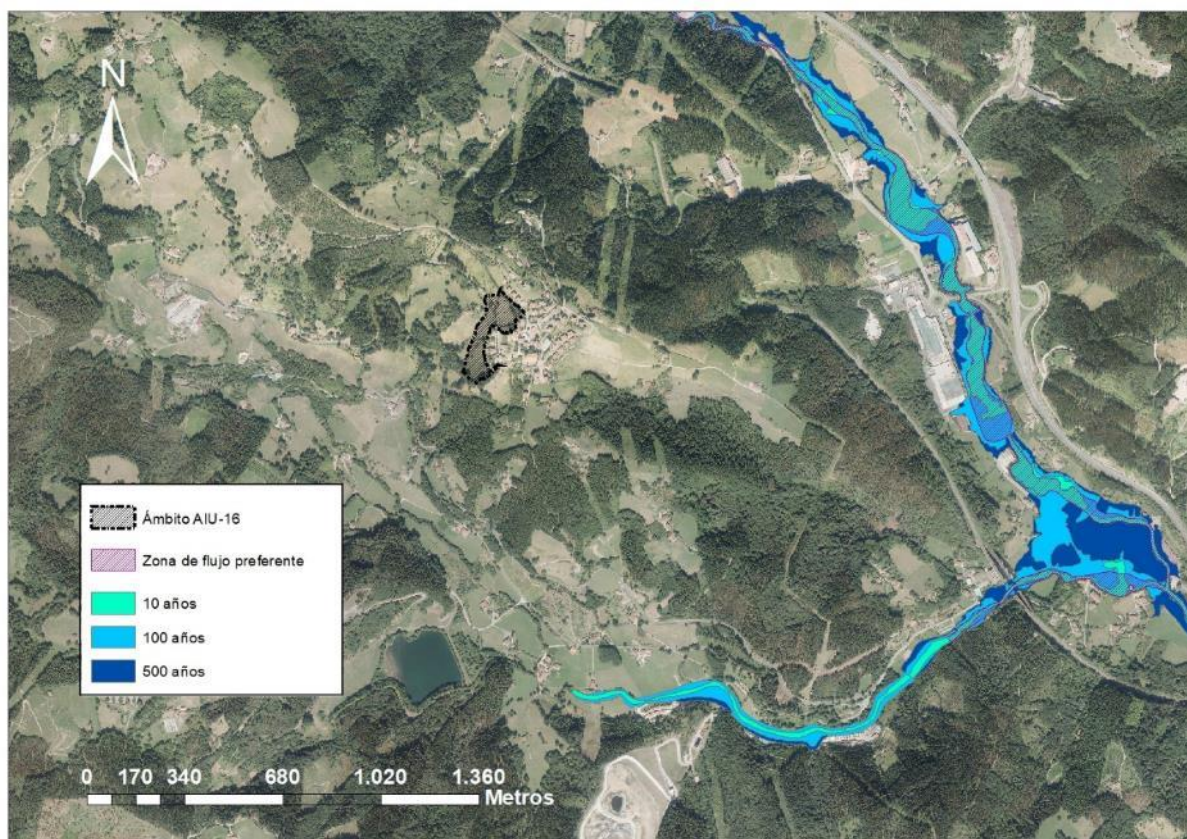 N
Ámbito AIU-16
Zona de flujo preferente
10 años
100 años
500 años
0 170 340 680 1.020 1.360
Metros